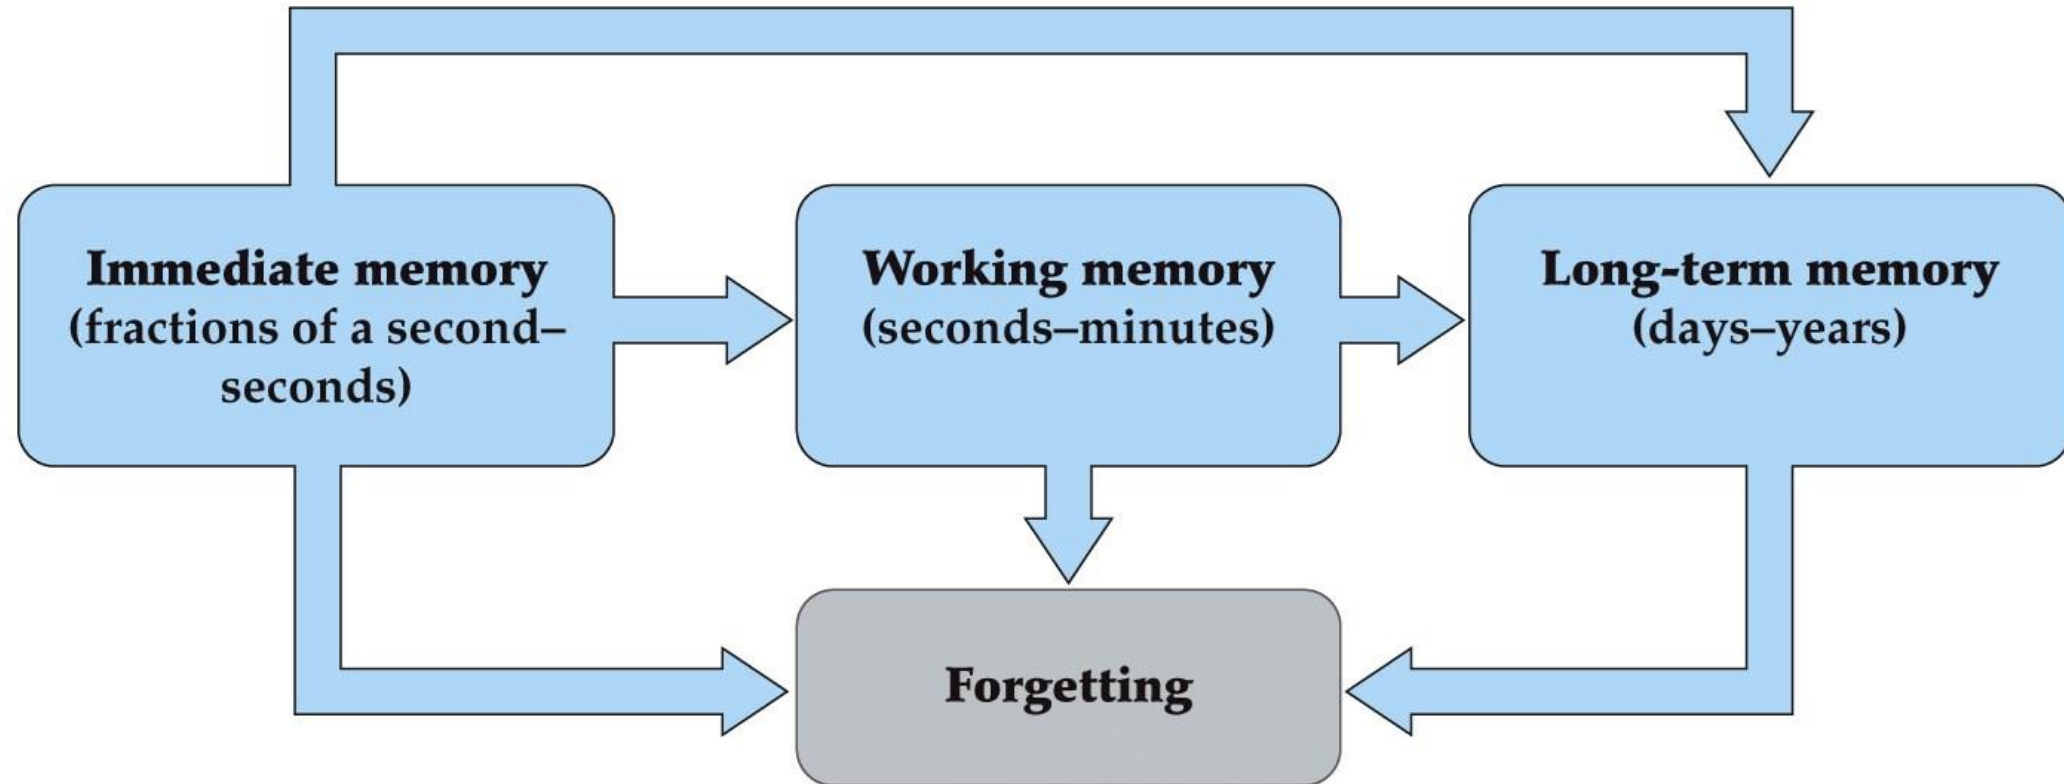 Immediate memory
(fractions of a second–
seconds)
Working memory
(seconds–minutes)
Long-term memory
(days–years)
Forgetting